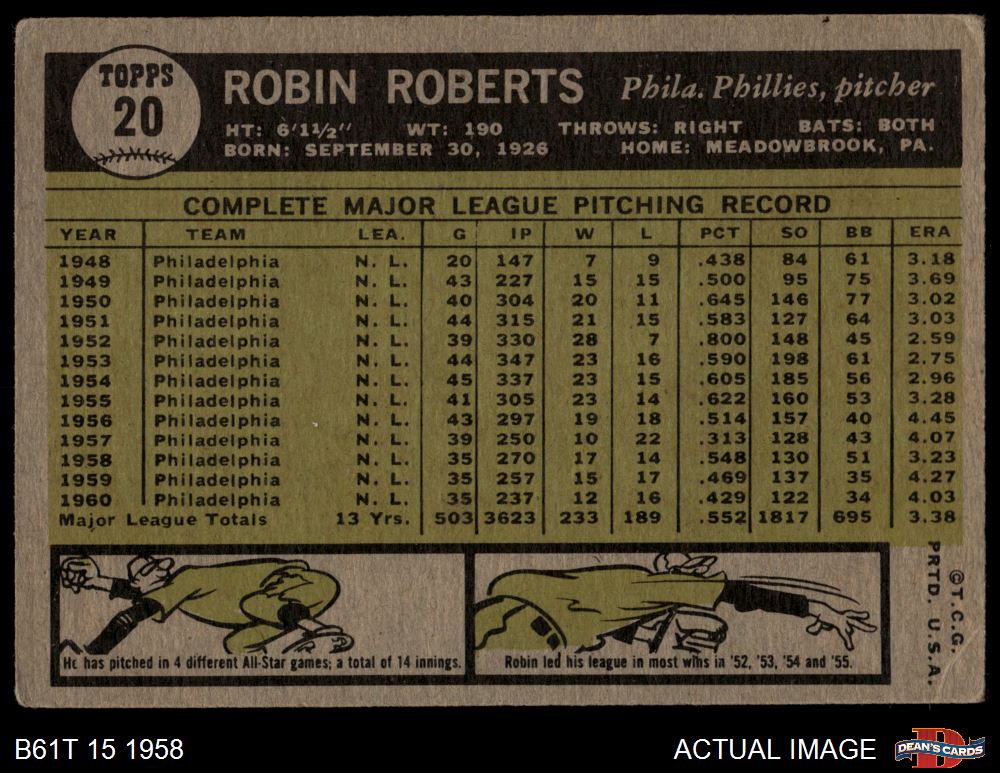 TOPPS
20
ROBIN ROBERTS Phila. Phillies, pitcher
HT: 6'11/2" WT: 190 THROWS: RIGHT BATS: BOTH
BORN: SEPTEMBER 30, 1926 HOME: MEADOWBROOK, PA.
COMPLETE MAJOR LEAGUE PITCHING RECORD
YEAR TEAM LEA. G IP W L PCT SO BB ERA
1948 Philadelphia N. L. 20 147 7 9 .438 84 61 3.18
1949 Philadelphia N. L. 43 227 15 15 .500 95 75 3.69
1950 Philadelphia N. L. 40 304 20 11 .645 146 77 3.02
1951 Philadelphia N. L. 44 315 21 15 .583 127 64 3.03
1952 Philadelphia N. L. 39 330 28 7 .800 148 45 2.59
1953 Philadelphia N. L. 44 347 23 16 .590 198 61 2.75
1954 Philadelphia N. L. 45 337 23 15 .605 185 56 2.96
1955 Philadelphia N. L. 41 305 23 14 .622 160 53 3.28
1956 Philadelphia N. L. 43 297 19 18 .514 157 40 4.45
1957 Philadelphia N. L. 39 250 10 22 .313 128 43 4.07
1958 Philadelphia N. L. 35 270 17 14 .548 130 51 3.23
1959 Philadelphia N. L. 35 257 15 17 .469 137 35 4.27
1960 Philadelphia N. L. 35 237 12 16 .429 122 34 4.03
Major League Totals 13 Yrs. 503 3623 233 189 .552 1817 695 3.38
He has pitched in 4 different All-Star games; a total of 14 innings.
Robin led his league in most wins in '52, '53, '54 and '55.
©T.C.G.
PRTD. U.S.A.
B61T 15 1958
ACTUAL IMAGE
DEAN'S CARDS